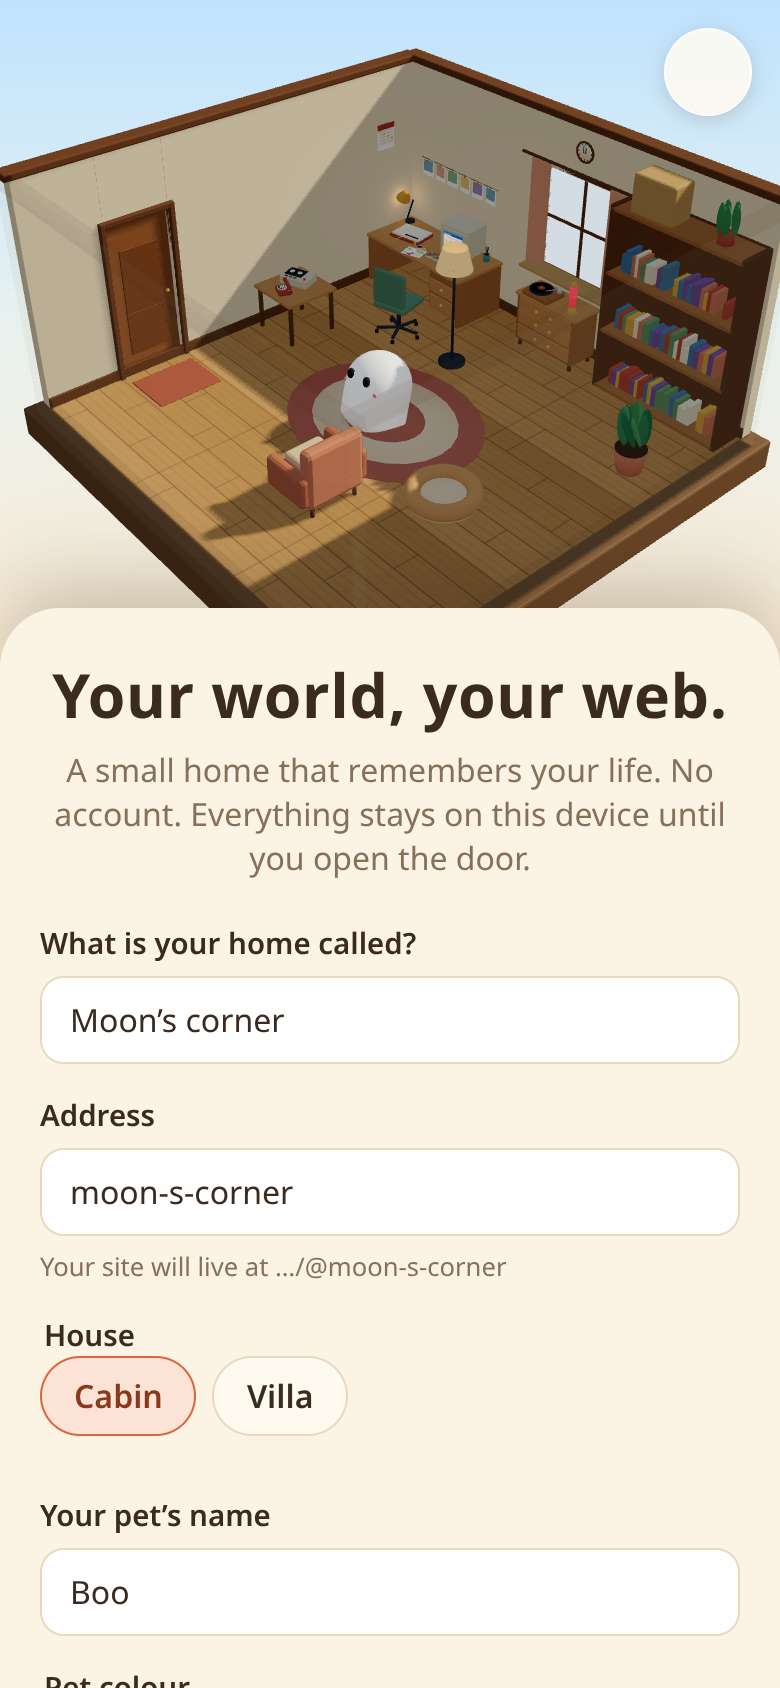 Your world, your web.
A small home that remembers your life. No
account. Everything stays on this device until
you open the door.
What is your home called?
Moon’s corner
Address
moon-s-corner
Your site will live at …/@moon-s-corner
House
Cabin
Villa
Your pet’s name
Boo
Pet colour